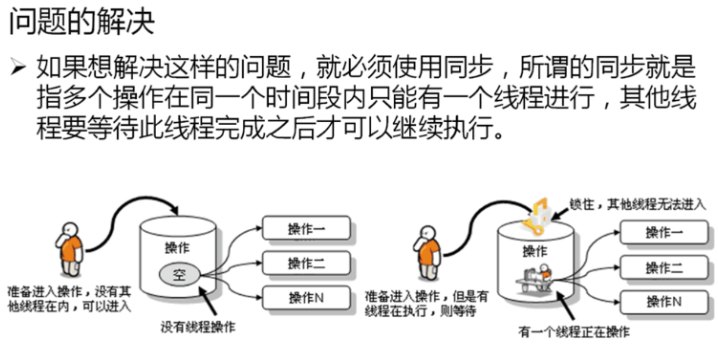 问题的解决
➢ 如果想解决这样的问题，就必须使用同步，所谓的同步就是
指多个操作在同一个时间段内只能有一个线程进行，其他线
程要等待此线程完成之后才可以继续执行。
操作
空
操作一
操作二
操作N
准备进入操作，没有其
他线程在内，可以进入
没有线程操作
锁住，其他线程无法进入
操作
操作一
操作二
操作N
准备进入操作，但是有
线程在执行，则等待
有一个线程正在操作